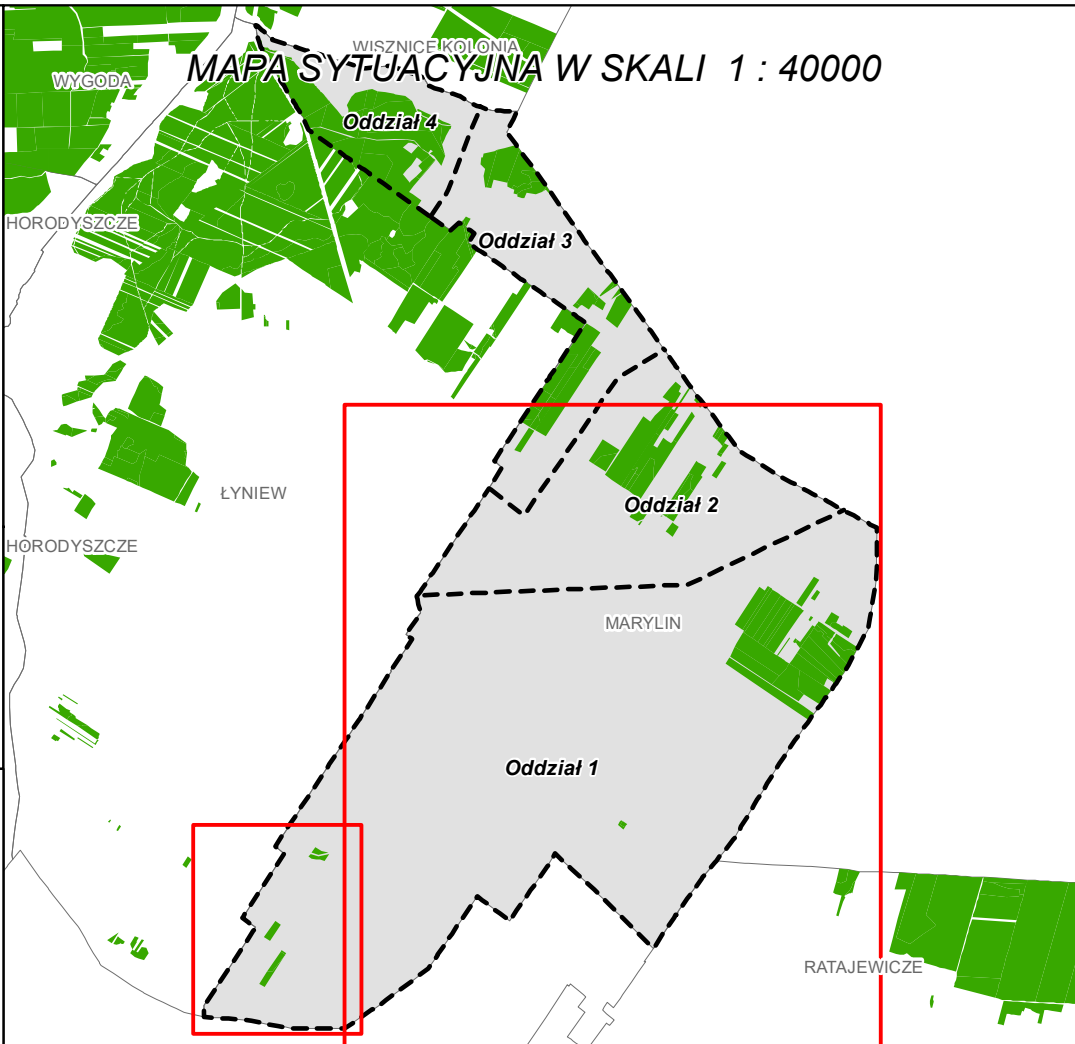 WISZNICE KOLONIA
MAPA SYTUACYJNA W SKALI 1 : 40000
WYGODA
Oddział 4
HORODYSZCZE
Oddział 3
ŁYNIEW
Oddział 2
HORODYSZCZE
MARYLIN
Oddział 1
RATAJEWICZE